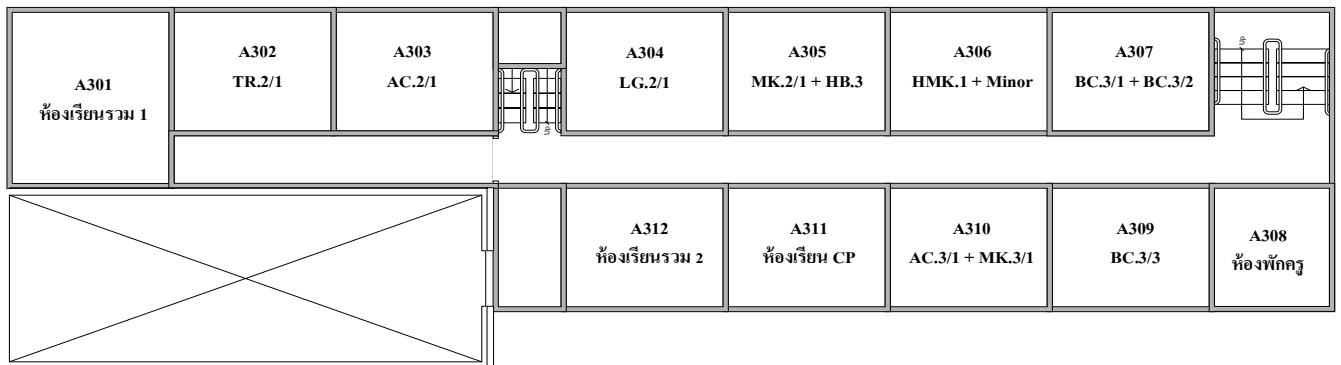 A301
ห้องเรียนรวม 1
A302
TR.2/1
A303
AC.2/1
Up
A304
LG.2/1
A305
MK.2/1 + HB.3
A306
HMK.1 + Minor
A307
BC.3/1 + BC.3/2
Up
A312
ห้องเรียนรวม 2
A311
ห้องเรียน CP
A310
AC.3/1 + MK.3/1
A309
BC.3/3
A308
ห้องพักครู